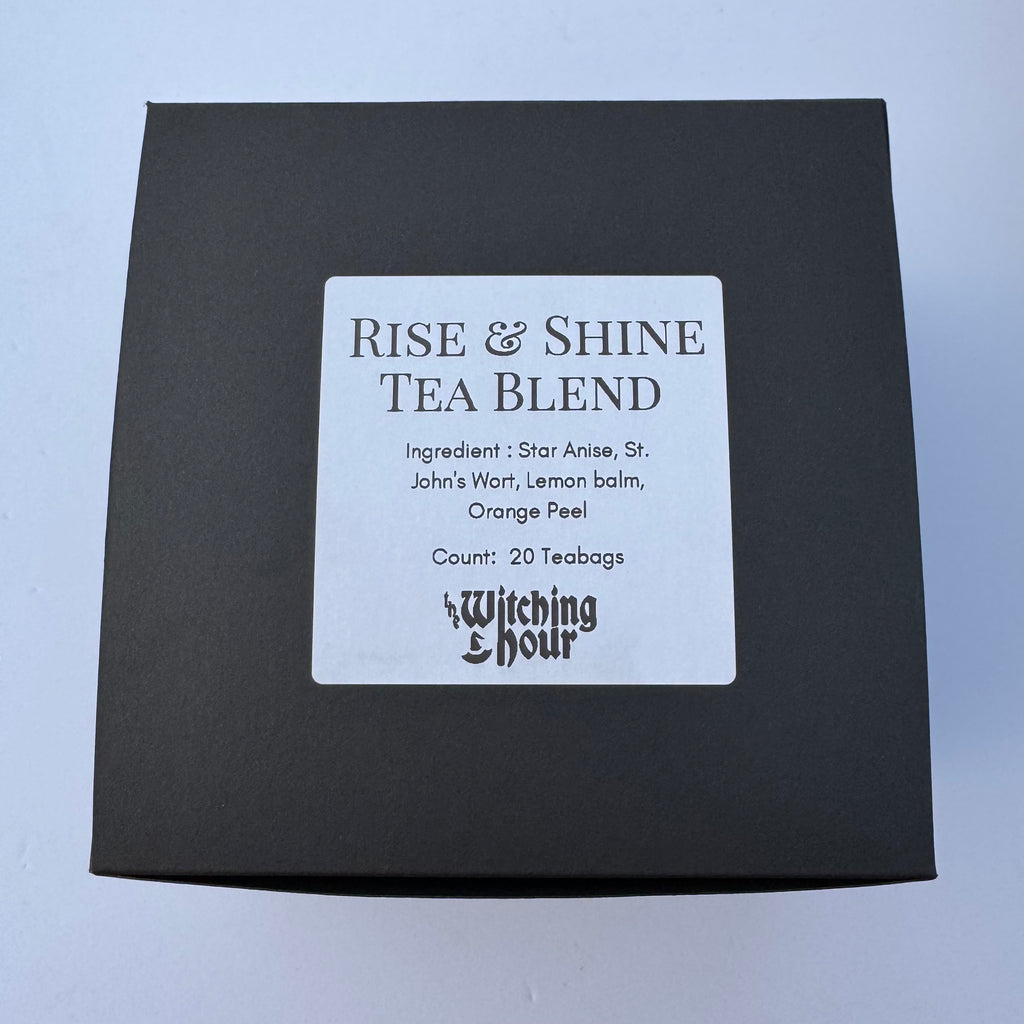 RISE & SHINE
TEA BLEND
Ingredient : Star Anise, St.
John's Wort, Lemon balm,
Orange Peel
Count: 20 Teabags
the Witching
hour